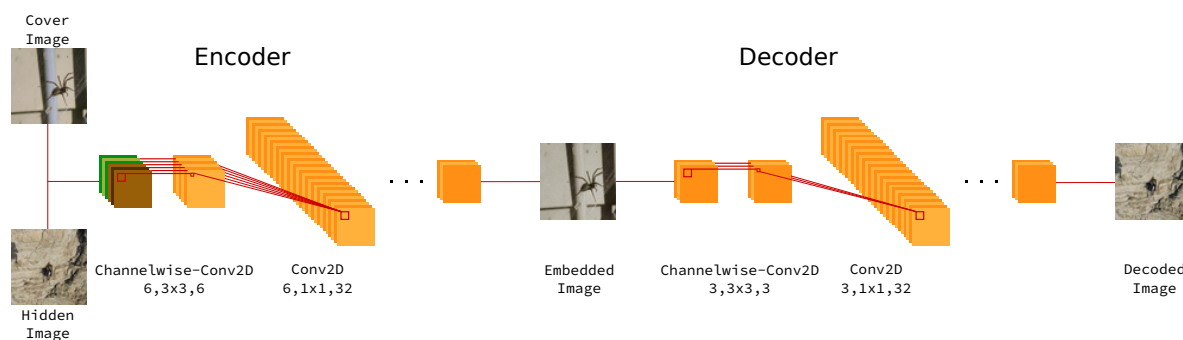 Cover
Image
Encoder
Decoder
. . .
. . .
Channelwise-Conv2D
6,3x3,6
Conv2D
6,1x1,32
Embedded
Image
Channelwise-Conv2D
3,3x3,3
Conv2D
3,1x1,32
Decoded
Image
Hidden
Image